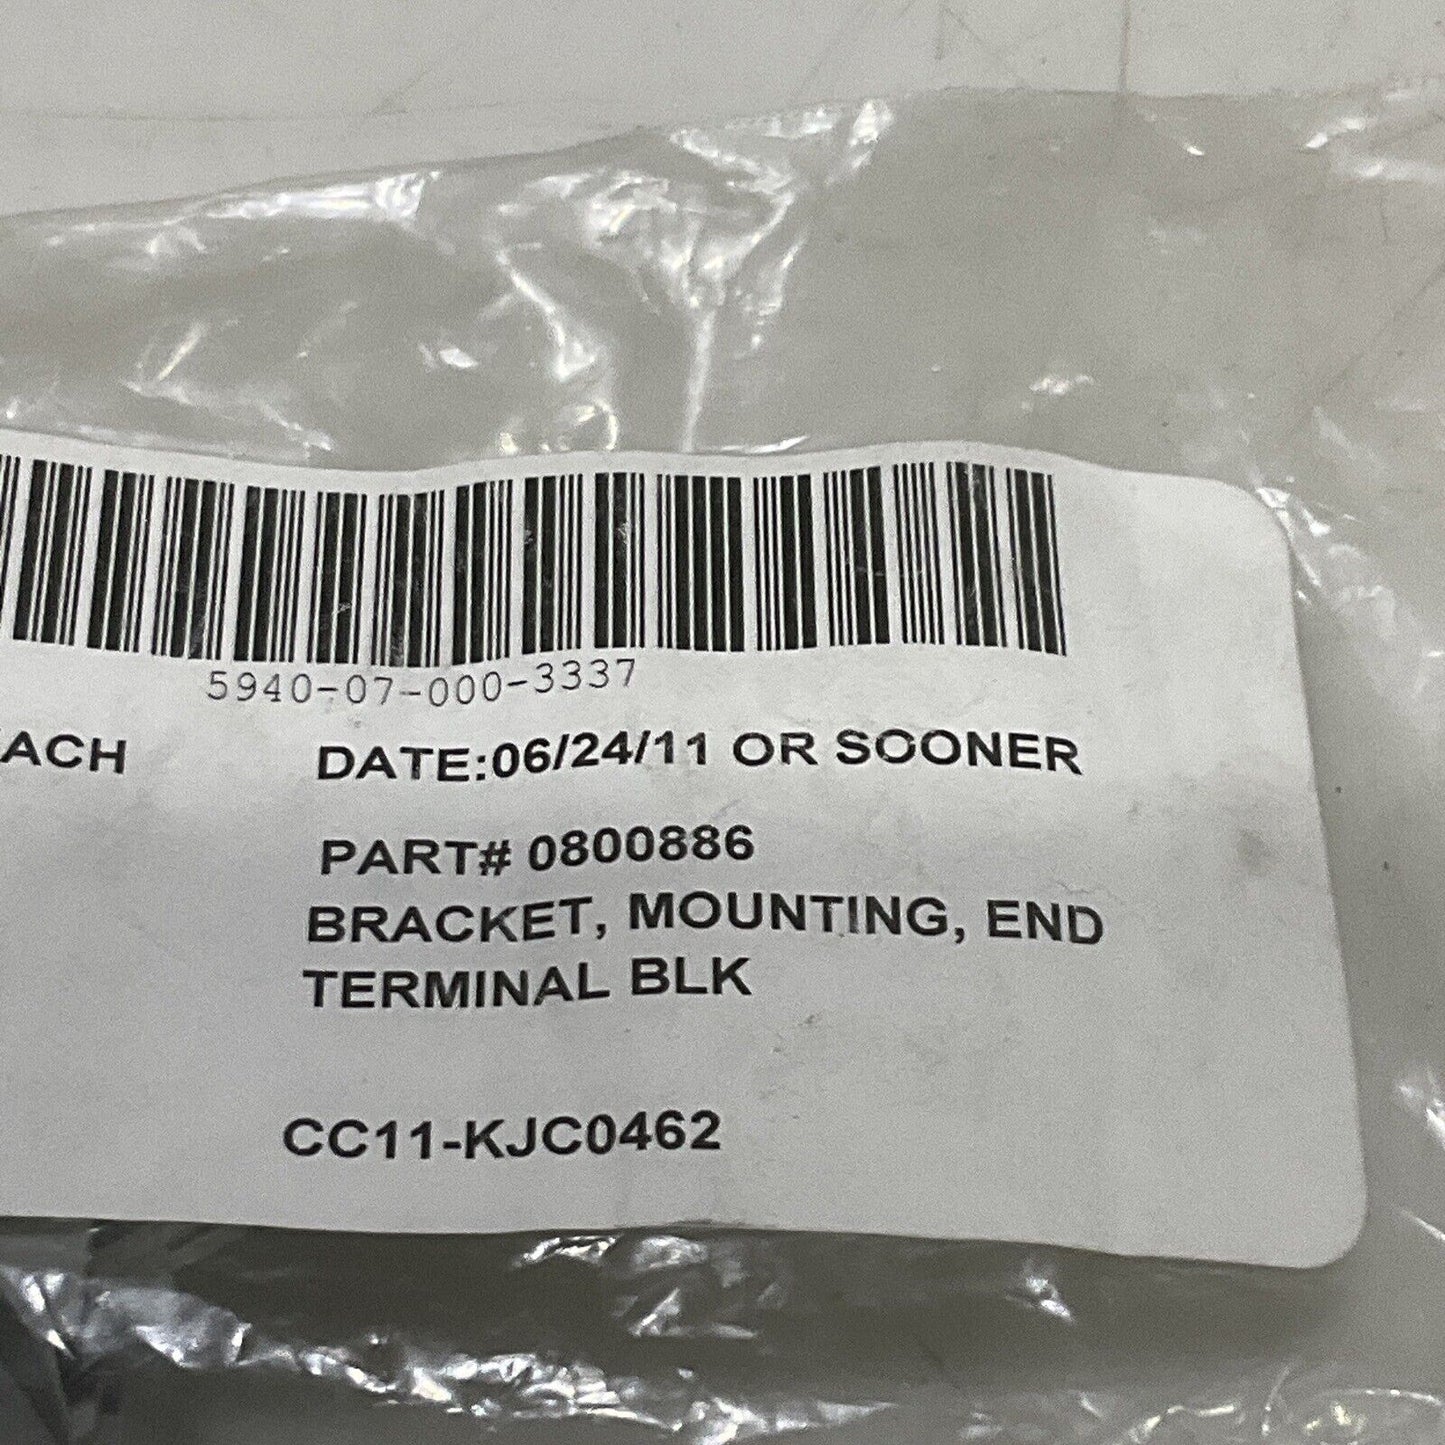 5940-07-000-3337
DATE:06/24/11 OR SOONER
PART# 0800886
BRACKET, MOUNTING, END
TERMINAL BLK
CC11-KJC0462